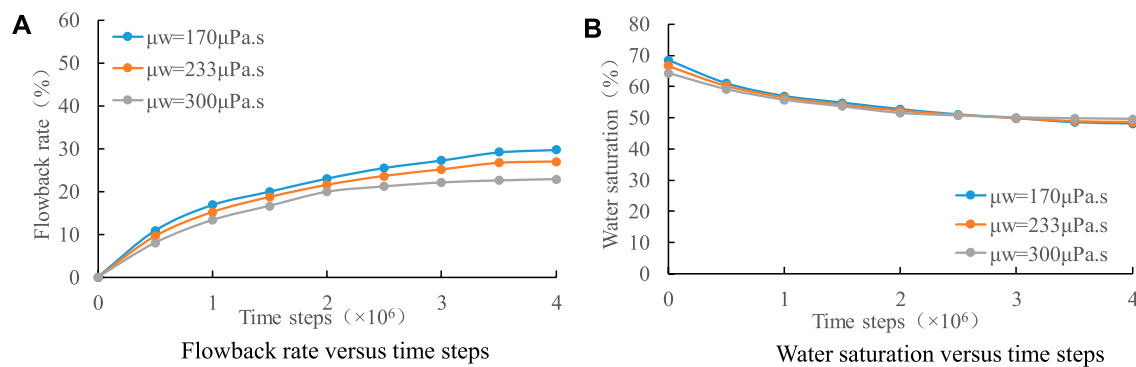 A
60
50
40
30
20
10
0
Flowback rate（%）
μw=170μPa.s
μw=233μPa.s
μw=300μPa.s
0 1 2 3 4
Time steps（×10⁶）
Flowback rate versus time steps
B
80
70
60
50
40
30
20
10
0
Water saturation（%）
μw=170μPa.s
μw=233μPa.s
μw=300μPa.s
0 1 2 3 4
Time steps（×10⁶）
Water saturation versus time steps